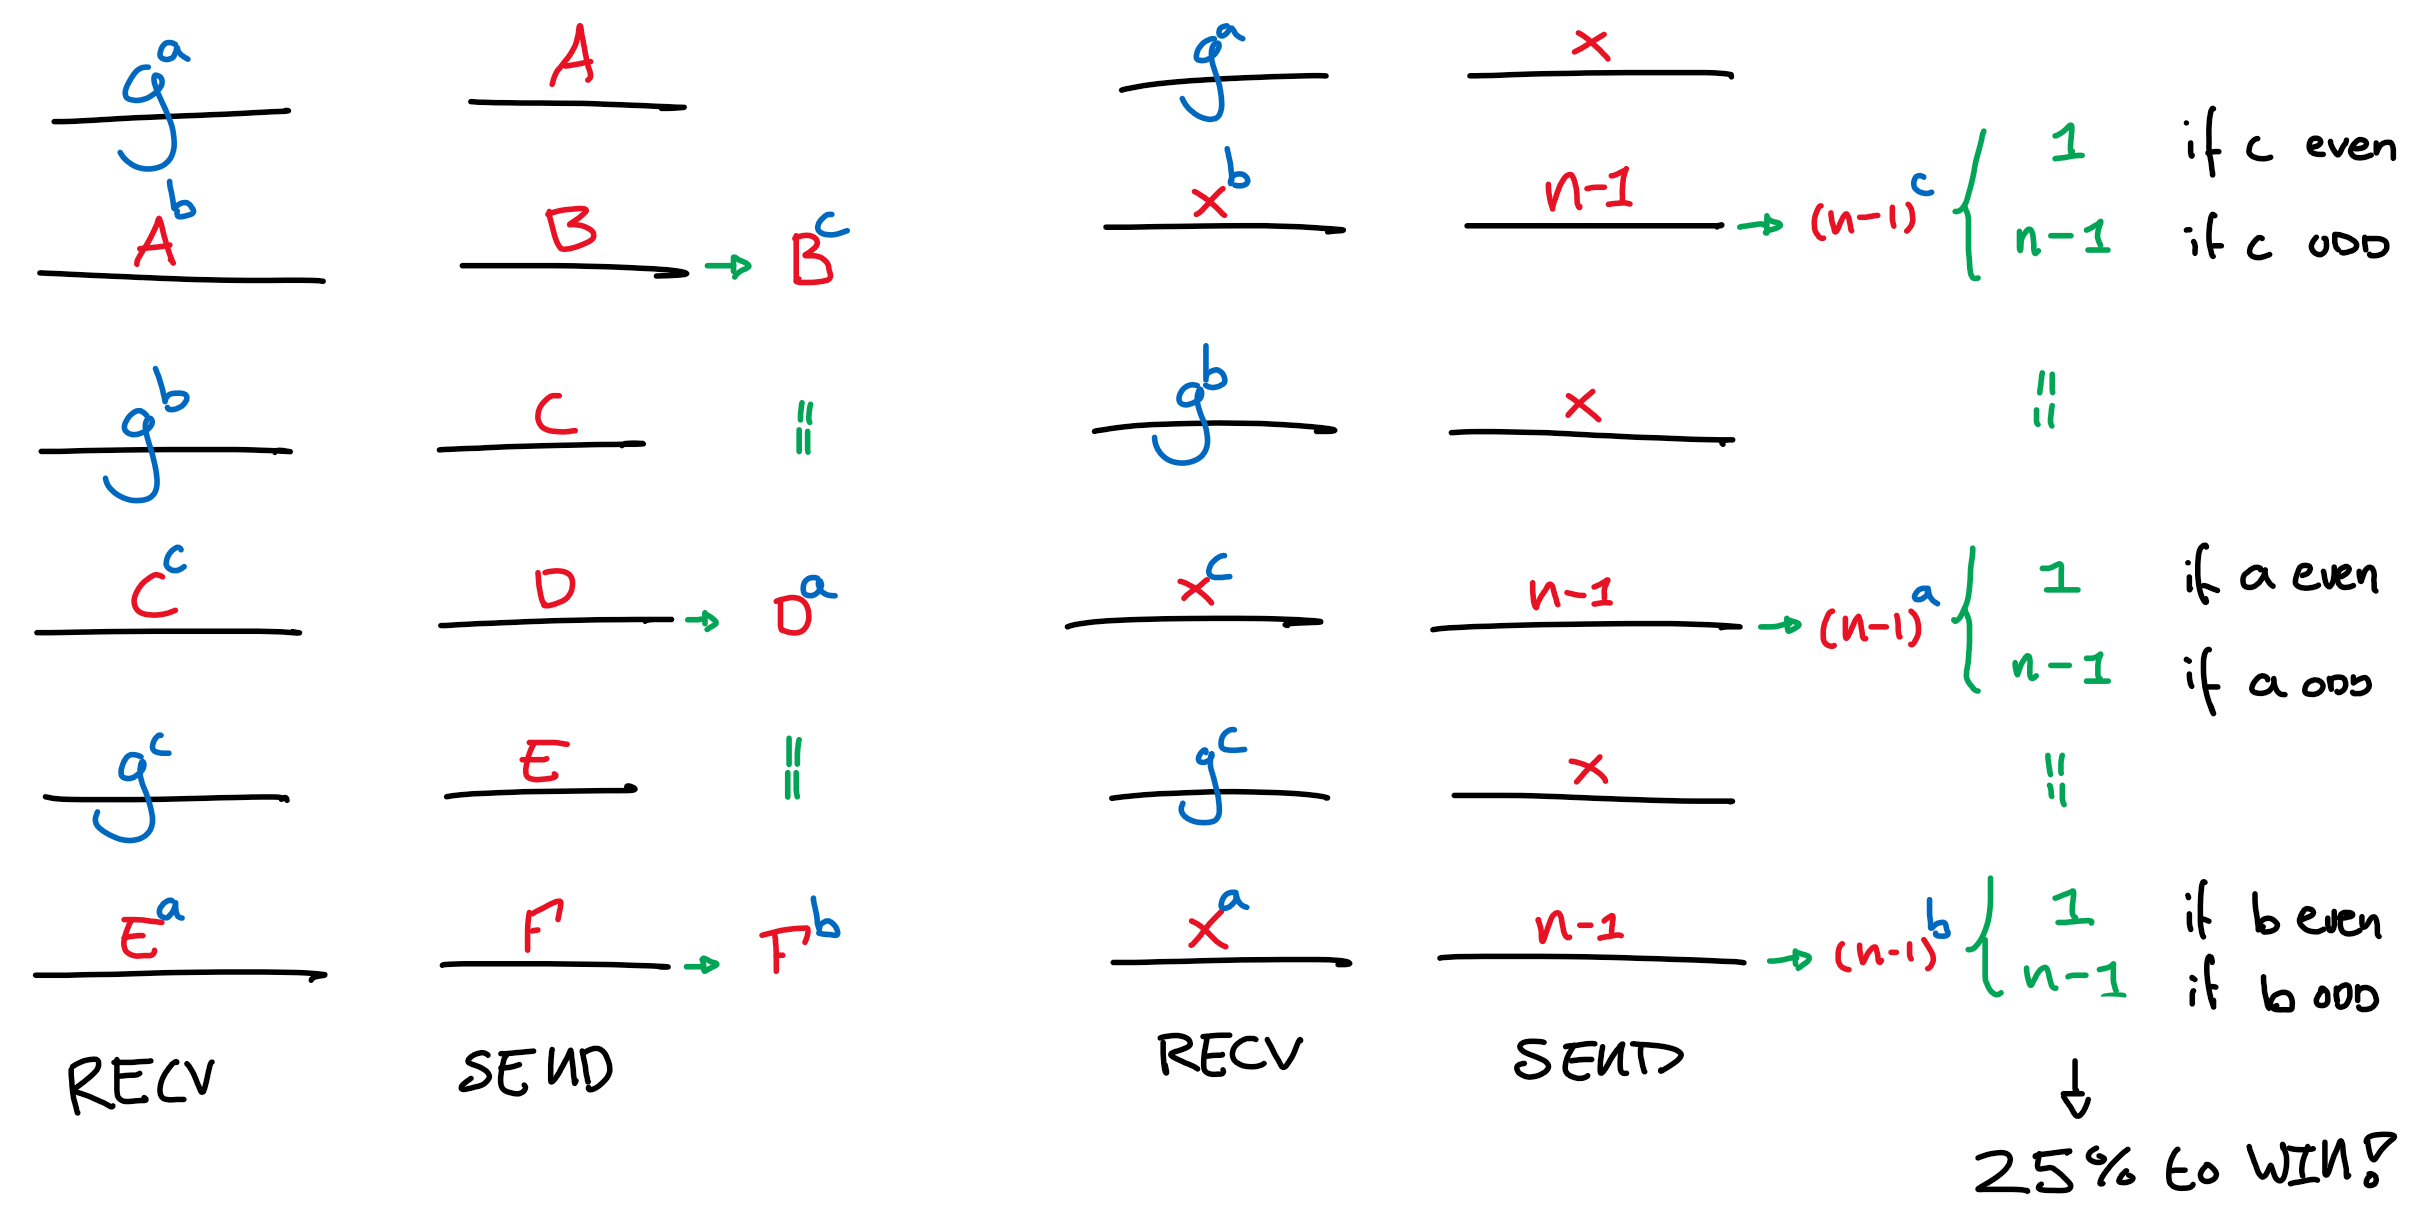 g^a A
A^b B → B^c
g^b C =
C^c D → D^a
g^c E =
E^a F → F^b
RECV SEND
g^a x
x^b n-1 → (n-1)^c { 1 if c even
n-1 if c ODD
g^b x =
x^c n-1 → (n-1)^a { 1 if a even
n-1 if a ODD
g^c x =
x^a n-1 → (n-1)^b { 1 if b even
n-1 if b ODD
RECV SEND
↓
25% to WIN!